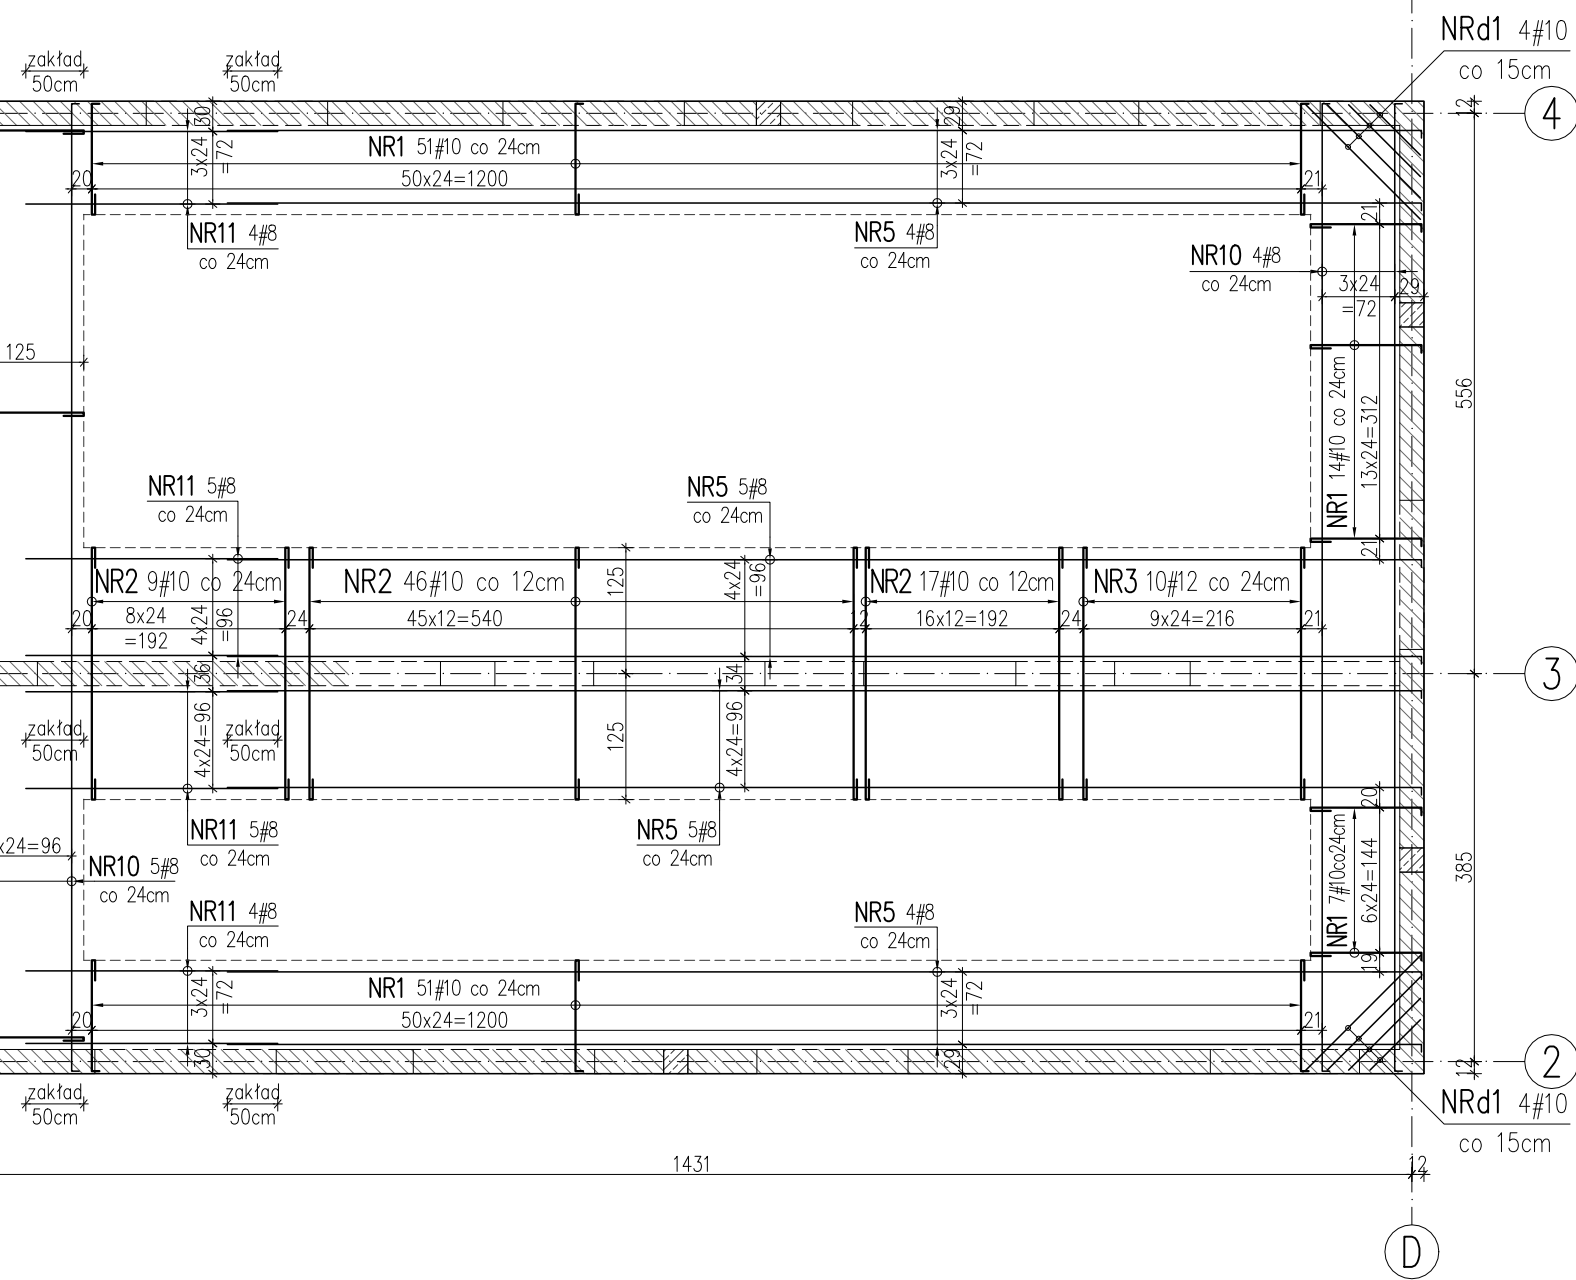 NRd1 4#10
co 15cm
zakład
50cm
zakład
50cm
30
29
12
4
3x24
=72
NR1 51#10 co 24cm
3x24
=72
20
50x24=1200
21
21
NR11 4#8
co 24cm
NR5 4#8
co 24cm
NR10 4#8
co 24cm
3x24
=72
29
125
556
NR1 14#10 co 24cm
13x24=312
NR11 5#8
co 24cm
NR5 5#8
co 24cm
21
NR2 9#10 co 24cm
NR2 46#10 co 12cm
125
4x24
=96
NR2 17#10 co 12cm
NR3 10#12 co 24cm
20
8x24
=192
4x24
=96
24
45x12=540
12
16x12=192
24
9x24=216
21
36
34
3
zakład
50cm
4x24=96
zakład
50cm
125
4x24=96
20
NR11 5#8
co 24cm
NR5 5#8
co 24cm
x24=96
NR10 5#8
co 24cm
NR1 7#10co24cm
6x24=144
385
NR11 4#8
co 24cm
NR5 4#8
co 24cm
19
3x24
=72
NR1 51#10 co 24cm
3x24
=72
20
50x24=1200
21
30
29
12
2
zakład
50cm
zakład
50cm
NRd1 4#10
co 15cm
1431
12
D